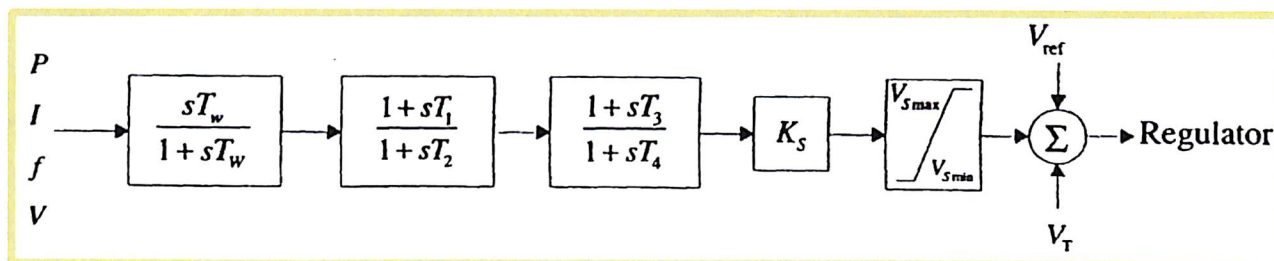 P
I
f
V
sT_w
1 + sT_W
1 + sT_1
1 + sT_2
1 + sT_3
1 + sT_4
K_S
V_Smax
V_Smin
V_ref
Σ
V_T
Regulator